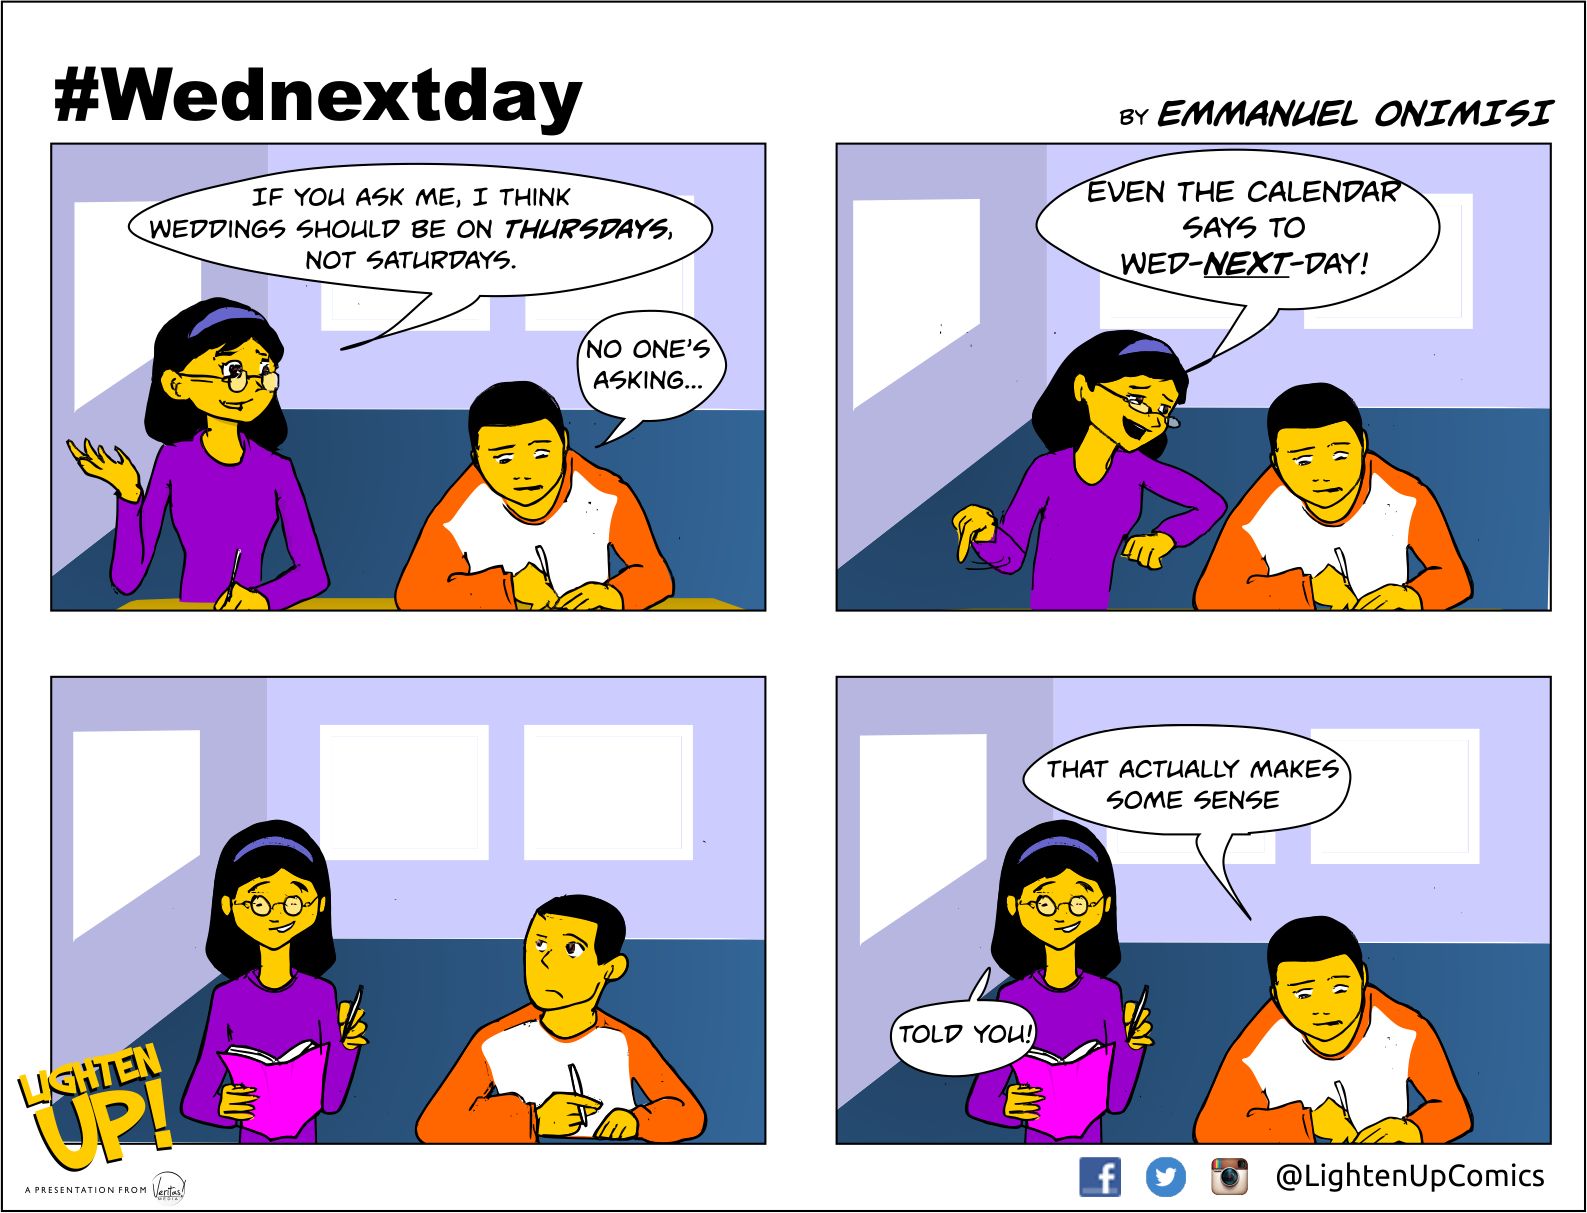 #Wednextday
BY EMMANUEL ONIMISI
IF YOU ASK ME, I THINK
WEDDINGS SHOULD BE ON THURSDAYS,
NOT SATURDAYS.
NO ONE'S
ASKING...
EVEN THE CALENDAR
SAYS TO
WED-NEXT-DAY!
THAT ACTUALLY MAKES
SOME SENSE
TOLD YOU!
LIGHTEN
UP!
A PRESENTATION FROM Veritas!
MEDIA
@LightenUpComics